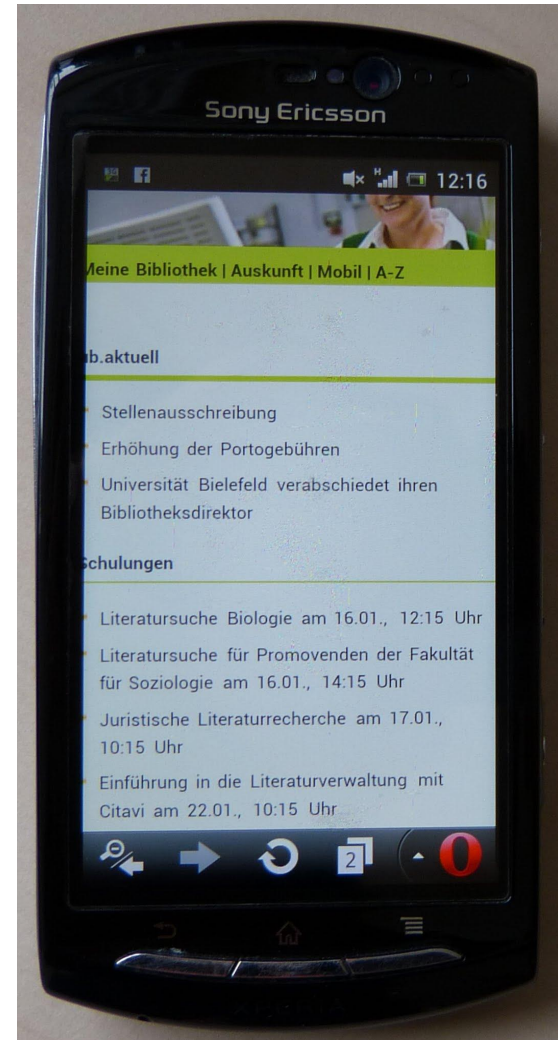 Sony Ericsson
H 12:16
Meine Bibliothek | Auskunft | Mobil | A-Z
ub.aktuell
Stellenausschreibung
Erhöhung der Portogebühren
Universität Bielefeld verabschiedet ihren
Bibliotheksdirektor
Schulungen
Literatursuche Biologie am 16.01., 12:15 Uhr
Literatursuche für Promovenden der Fakultät
für Soziologie am 16.01., 14:15 Uhr
Juristische Literaturrecherche am 17.01.,
10:15 Uhr
Einführung in die Literaturverwaltung mit
Citavi am 22.01., 10:15 Uhr
2
XPERIA